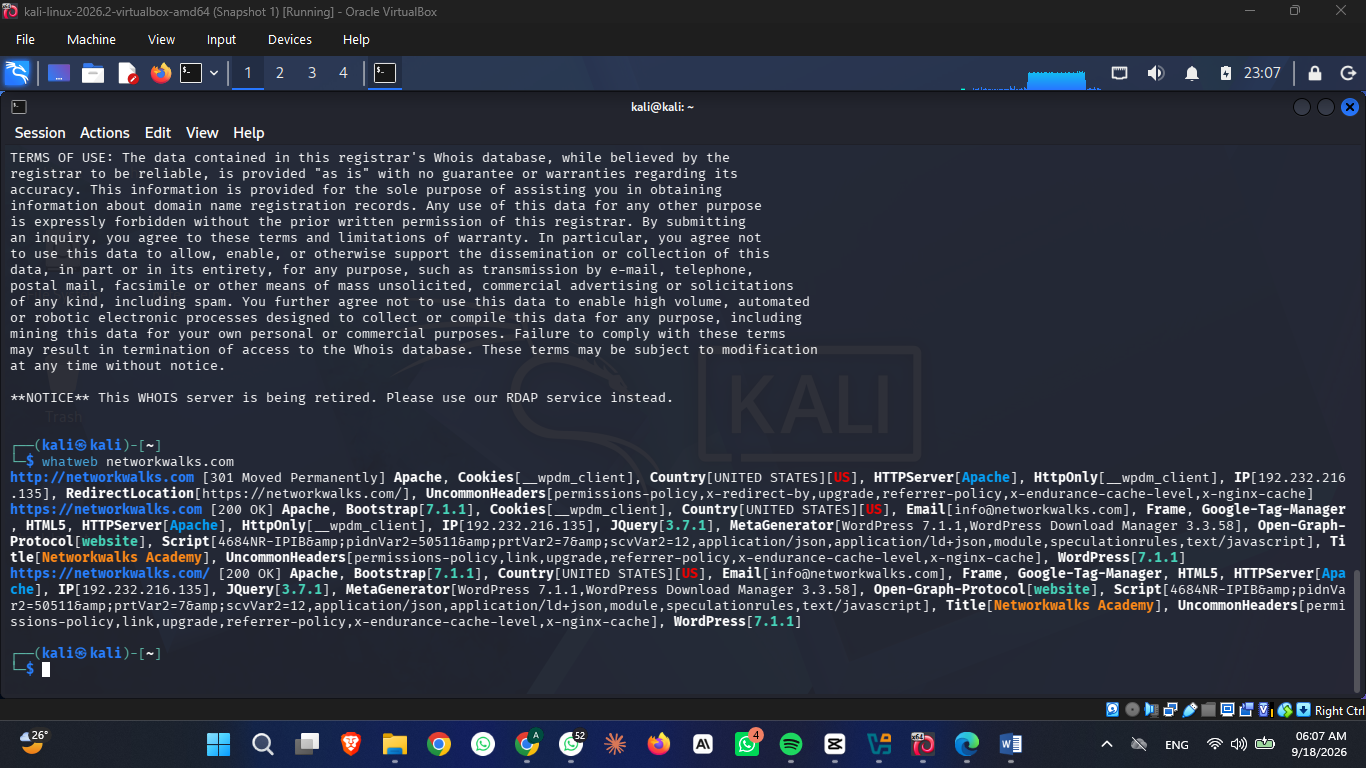 kali-linux-2026.2-virtualbox-amd64 (Snapshot 1) [Running] - Oracle VirtualBox
File Machine View Input Devices Help
1 2 3 4 23:07
kali@kali: ~
Session Actions Edit View Help
TERMS OF USE: The data contained in this registrar's Whois database, while believed by the
registrar to be reliable, is provided "as is" with no guarantee or warranties regarding its
accuracy. This information is provided for the sole purpose of assisting you in obtaining
information about domain name registration records. Any use of this data for any other purpose
is expressly forbidden without the prior written permission of this registrar. By submitting
an inquiry, you agree to these terms and limitations of warranty. In particular, you agree not
to use this data to allow, enable, or otherwise support the dissemination or collection of this
data, in part or in its entirety, for any purpose, such as transmission by e-mail, telephone,
postal mail, facsimile or other means of mass unsolicited, commercial advertising or solicitations
of any kind, including spam. You further agree not to use this data to enable high volume, automated
or robotic electronic processes designed to collect or compile this data for any purpose, including
mining this data for your own personal or commercial purposes. Failure to comply with these terms
may result in termination of access to the Whois database. These terms may be subject to modification
at any time without notice.
**NOTICE** This WHOIS server is being retired. Please use our RDAP service instead.
Trash
KALI
┌──(kali㉿kali)-[~]
└─$ whatweb networkwalks.com
http://networkwalks.com [301 Moved Permanently] Apache, Cookies[__wpdm_client], Country[UNITED STATES][US], HTTPServer[Apache], HttpOnly[__wpdm_client], IP[192.232.216
.135], RedirectLocation[https://networkwalks.com/], UncommonHeaders[permissions-policy,x-redirect-by,upgrade,referrer-policy,x-endurance-cache-level,x-nginx-cache]
https://networkwalks.com [200 OK] Apache, Bootstrap[7.1.1], Cookies[__wpdm_client], Country[UNITED STATES][US], Email[info@networkwalks.com], Frame, Google-Tag-Manager
, HTML5, HTTPServer[Apache], HttpOnly[__wpdm_client], IP[192.232.216.135], JQuery[3.7.1], MetaGenerator[WordPress 7.1.1,WordPress Download Manager 3.3.58], Open-Graph-
Protocol[website], Script[4684NR-IPIB&amp;pidnVar2=50511&amp;prtVar2=7&amp;scvVar2=12,application/json,application/ld+json,module,speculationrules,text/javascript], Ti
tle[Networkwalks Academy], UncommonHeaders[permissions-policy,link,upgrade,referrer-policy,x-endurance-cache-level,x-nginx-cache], WordPress[7.1.1]
https://networkwalks.com/ [200 OK] Apache, Bootstrap[7.1.1], Country[UNITED STATES][US], Email[info@networkwalks.com], Frame, Google-Tag-Manager, HTML5, HTTPServer[Apa
che], IP[192.232.216.135], JQuery[3.7.1], MetaGenerator[WordPress 7.1.1,WordPress Download Manager 3.3.58], Open-Graph-Protocol[website], Script[4684NR-IPIB&amp;pidnVa
r2=50511&amp;prtVar2=7&amp;scvVar2=12,application/json,application/ld+json,module,speculationrules,text/javascript], Title[Networkwalks Academy], UncommonHeaders[permi
ssions-policy,link,upgrade,referrer-policy,x-endurance-cache-level,x-nginx-cache], WordPress[7.1.1]
┌──(kali㉿kali)-[~]
└─$
Right Ctrl
26°
A
52
4
ENG
06:07 AM
9/18/2026